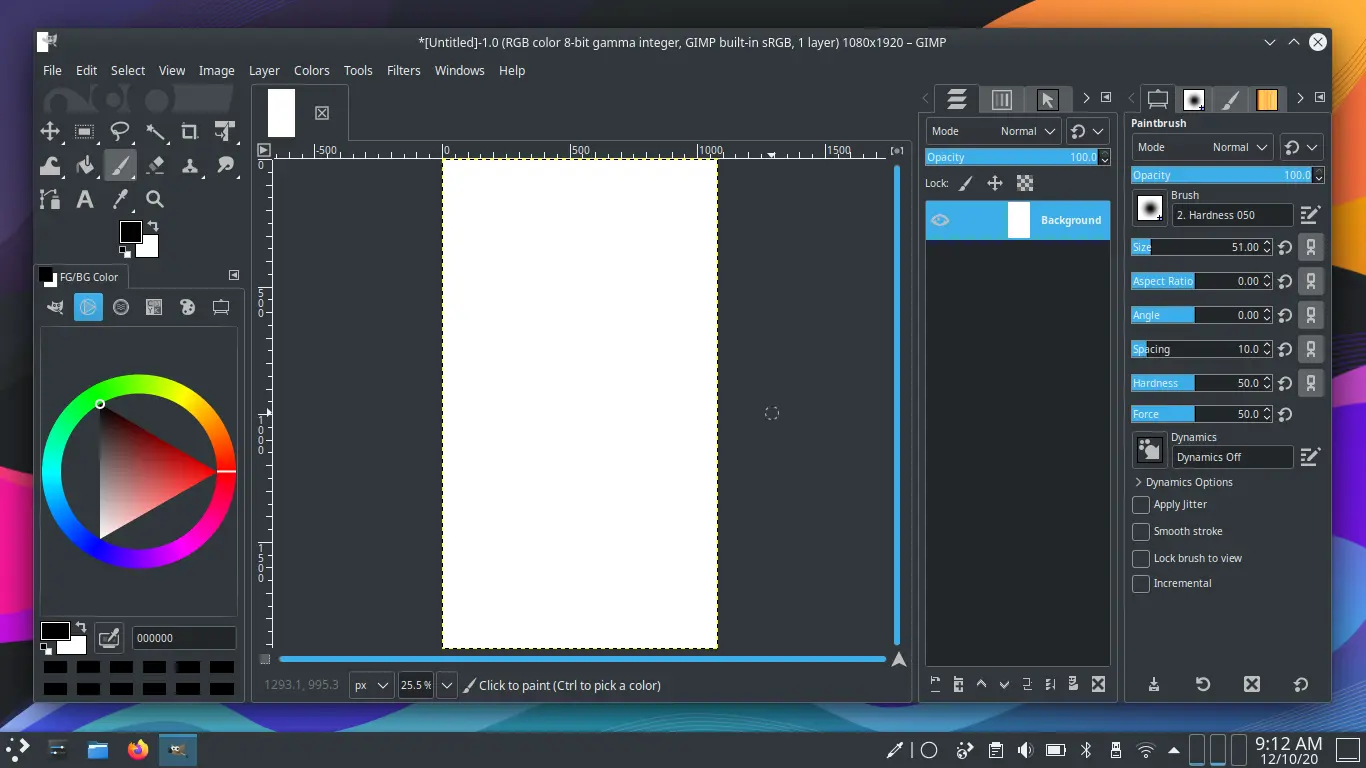 *[Untitled]-1.0 (RGB color 8-bit gamma integer, GIMP built-in sRGB, 1 layer) 1080x1920 – GIMP
File Edit Select View Image Layer Colors Tools Filters Windows Help
Paintbrush
Mode Normal
Mode Normal
-500 0 500 1000 1500
Opacity 100.0
Opacity 100.0
Lock:
Brush
2. Hardness 050
Background
Size 51.00
FG/BG Color
Aspect Ratio 0.00
Angle 0.00
Spacing 10.0
Hardness 50.0
Force 50.0
0
500
1000
1500
Dynamics
Dynamics Off
Dynamics Options
Apply Jitter
Smooth stroke
Lock brush to view
Incremental
000000
1293.1, 995.3 px 25.5 % Click to paint (Ctrl to pick a color)
9:12 AM
12/10/20